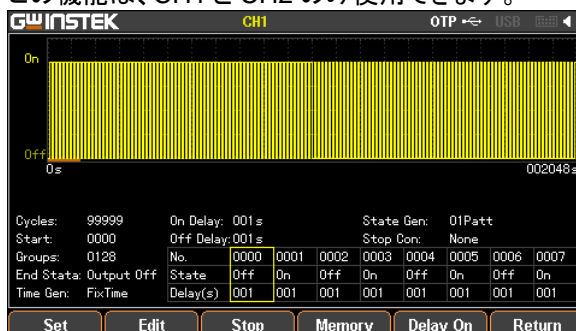 この機能は、CH1 と CH2 のみ使用できます。
GWINSTEK CH1 OTP USB
On
Off
0s 002048s
Cycles: 99999 On Delay: 001s State Gen: 01Patt
Start: 0000 Off Delay: 001s Stop Con: None
Groups: 0128 No. 0000 0001 0002 0003 0004 0005 0006 0007
End Stata: Output Off State Off On Off On Off On Off On
Time Gen: FixTime Delay(s) 001 001 001 001 001 001 001 001
Set Edit Stop Memory Delay On Return